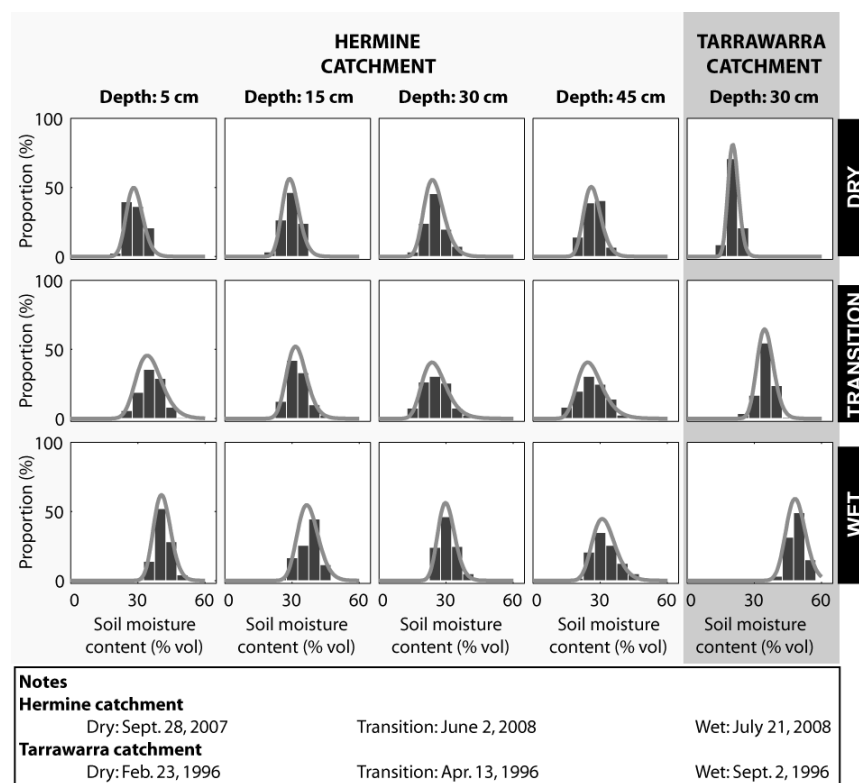 HERMINE
CATCHMENT
TARRAWARRA
CATCHMENT
Depth: 5 cm
Depth: 15 cm
Depth: 30 cm
Depth: 45 cm
Depth: 30 cm
100
50
0
Proportion (%)
DRY
100
50
0
Proportion (%)
TRANSITION
100
50
0
Proportion (%)
WET
0 30 60
0 30 60
0 30 60
0 30 60
0 30 60
Soil moisture
content (% vol)
Soil moisture
content (% vol)
Soil moisture
content (% vol)
Soil moisture
content (% vol)
Soil moisture
content (% vol)
Notes
Hermine catchment
Dry: Sept. 28, 2007 Transition: June 2, 2008 Wet: July 21, 2008
Tarrawarra catchment
Dry: Feb. 23, 1996 Transition: Apr. 13, 1996 Wet: Sept. 2, 1996